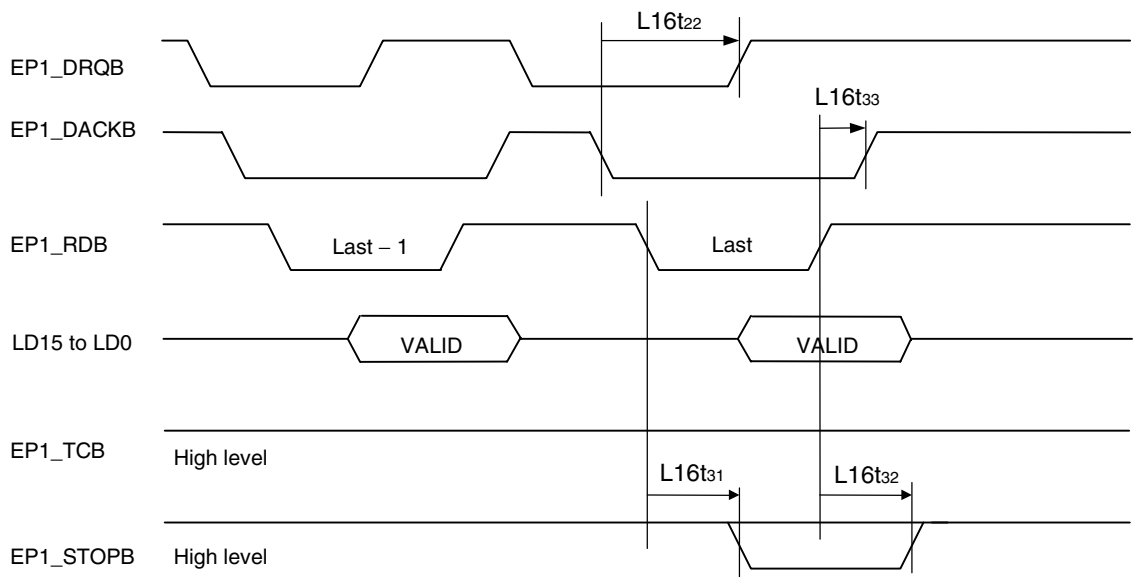 L16t22
EP1_DRQB
L16t33
EP1_DACKB
EP1_RDB
Last – 1
Last
LD15 to LD0
VALID
VALID
EP1_TCB
High level
L16t31
L16t32
EP1_STOPB
High level